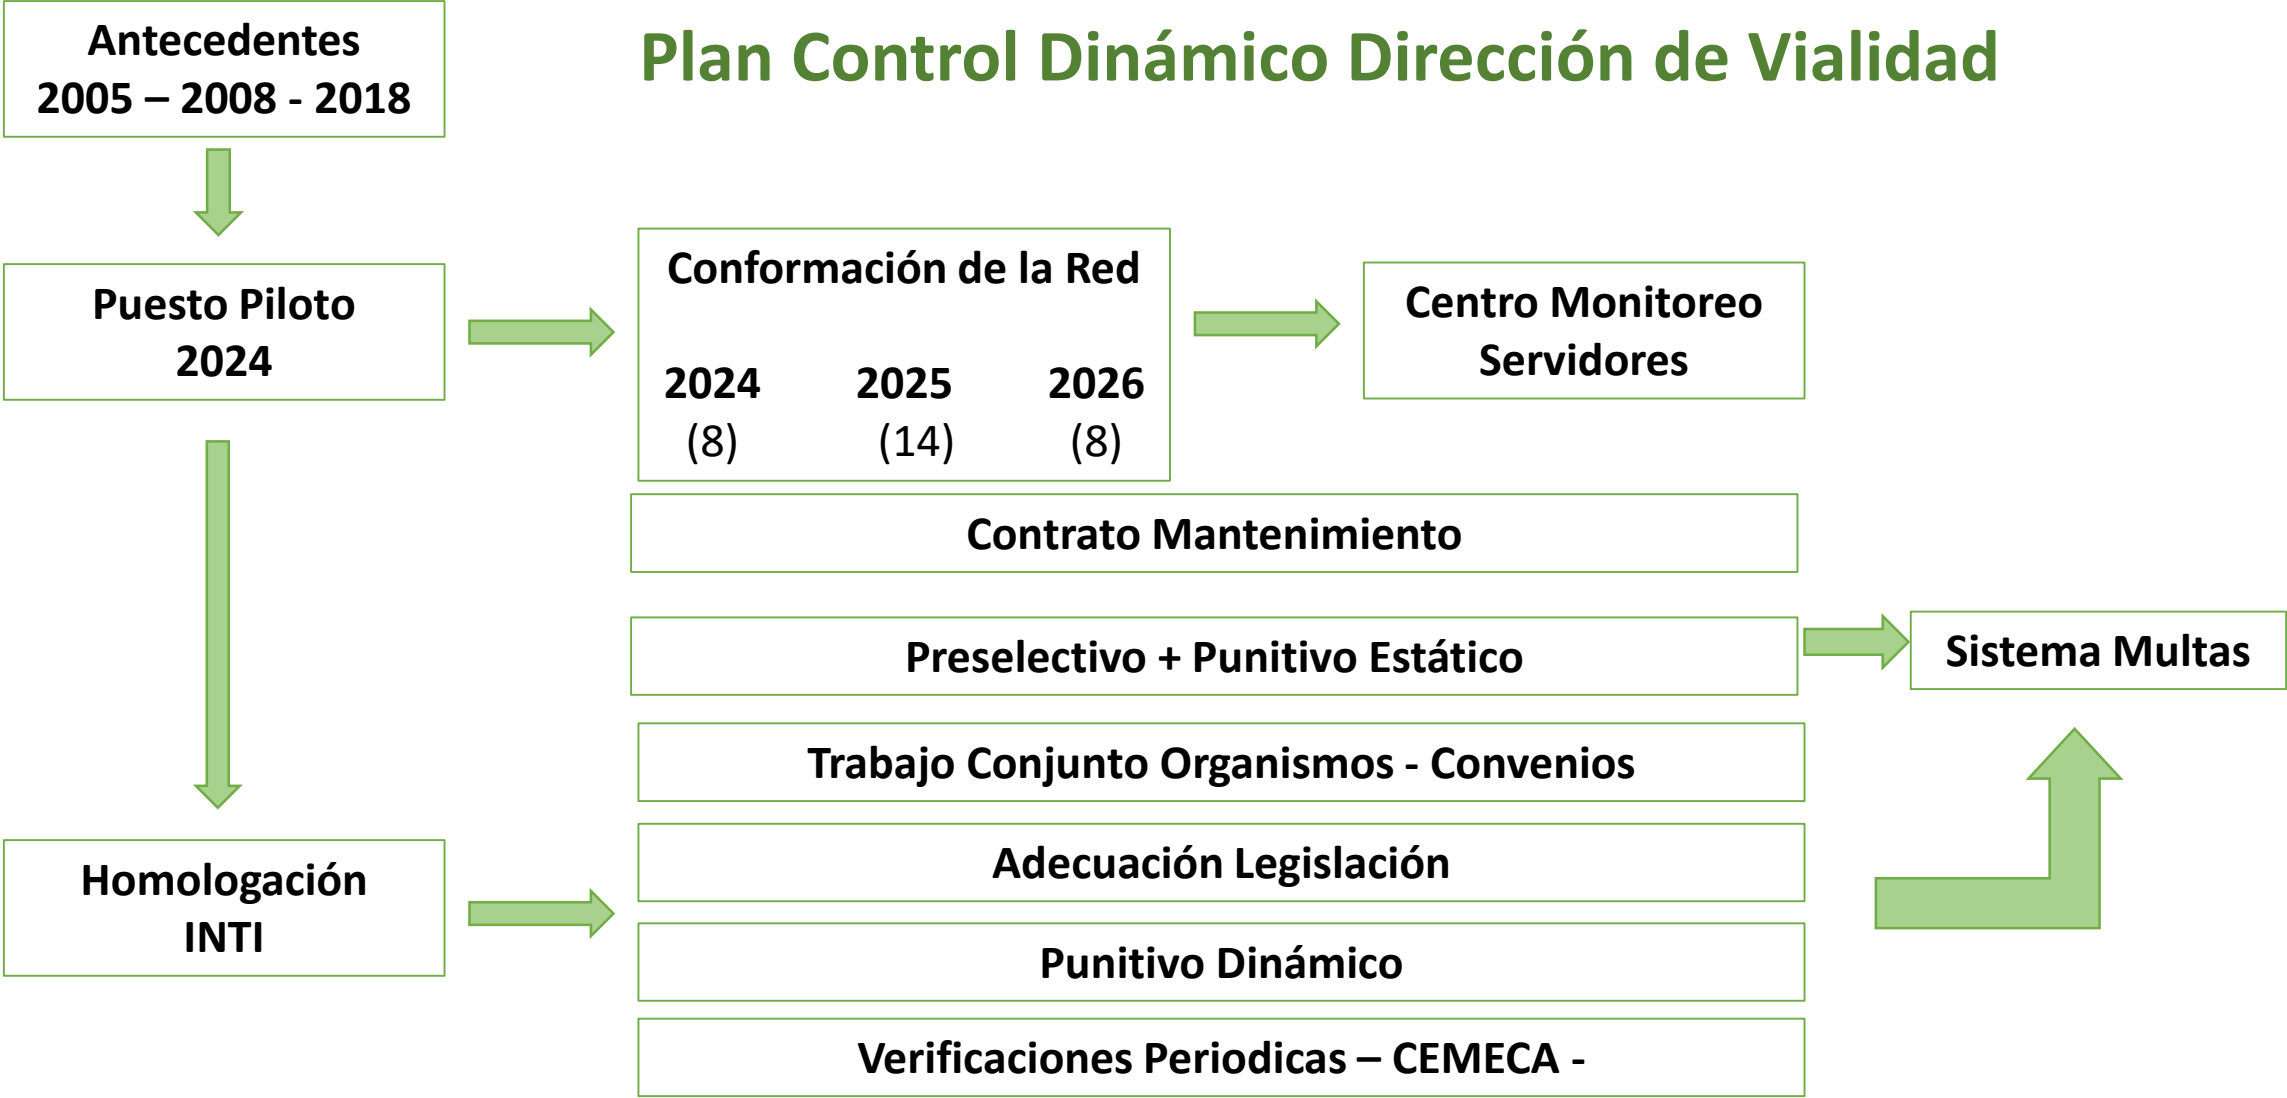 Antecedentes
2005 – 2008 - 2018
Plan Control Dinámico Dirección de Vialidad
Puesto Piloto
2024
Conformación de la Red
2024 2025 2026
(8) (14) (8)
Centro Monitoreo
Servidores
Contrato Mantenimiento
Preselectivo + Punitivo Estático
Sistema Multas
Trabajo Conjunto Organismos - Convenios
Homologación
INTI
Adecuación Legislación
Punitivo Dinámico
Verificaciones Periodicas – CEMECA -